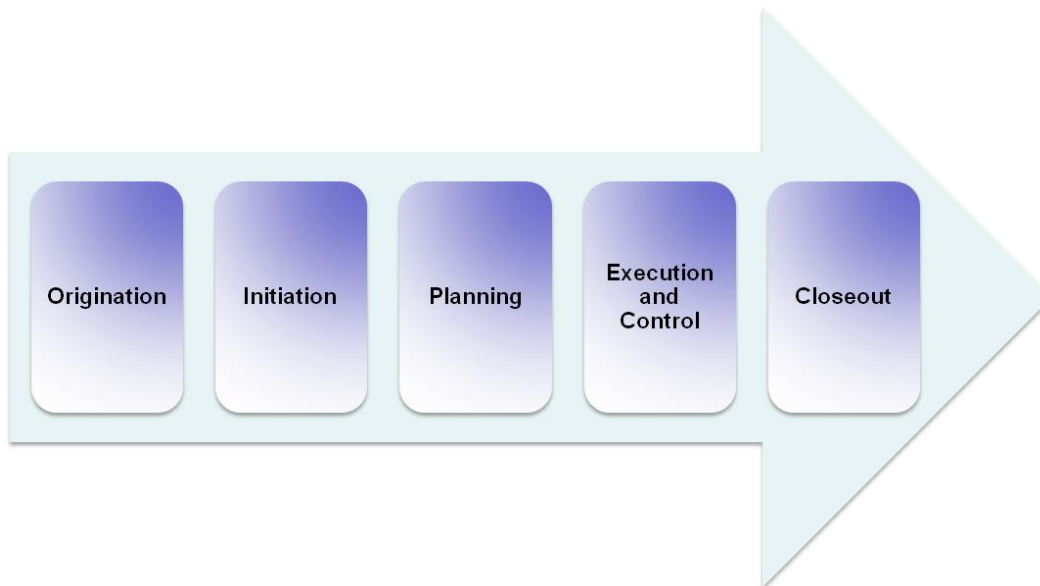 Origination
Initiation
Planning
Execution
and
Control
Closeout